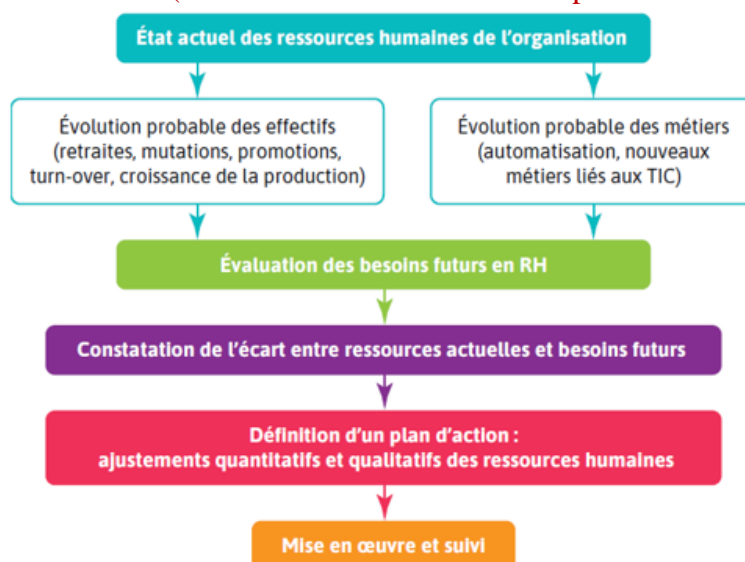 État actuel des ressources humaines de l'organisation
Évolution probable des effectifs
(retraites, mutations, promotions,
turn-over, croissance de la production)
Évolution probable des métiers
(automatisation, nouveaux
métiers liés aux TIC)
Évaluation des besoins futurs en RH
Constatation de l'écart entre ressources actuelles et besoins futurs
Définition d'un plan d'action :
ajustements quantitatifs et qualitatifs des ressources humaines
Mise en œuvre et suivi